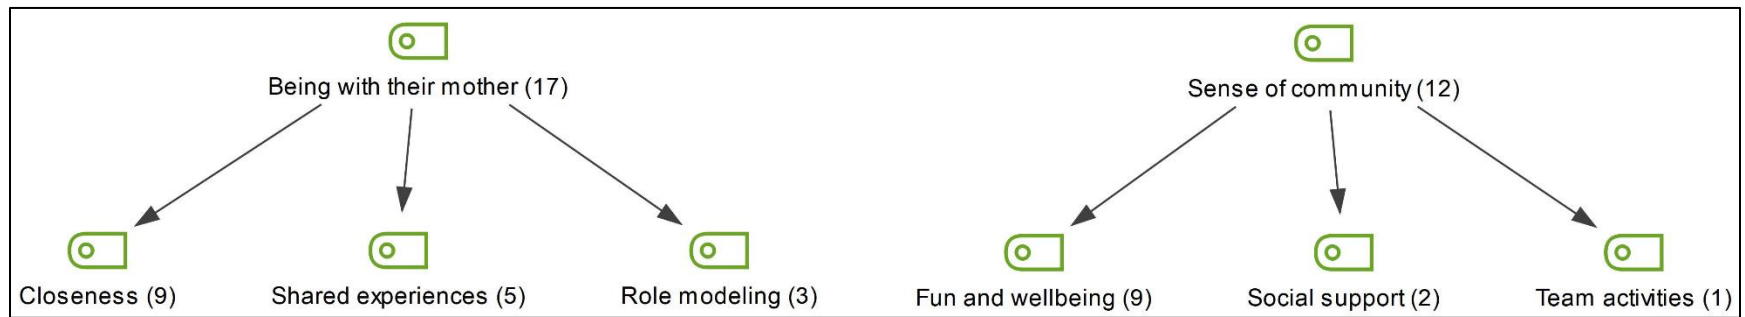 Being with their mother (17)
Sense of community (12)
Closeness (9)
Shared experiences (5)
Role modeling (3)
Fun and wellbeing (9)
Social support (2)
Team activities (1)